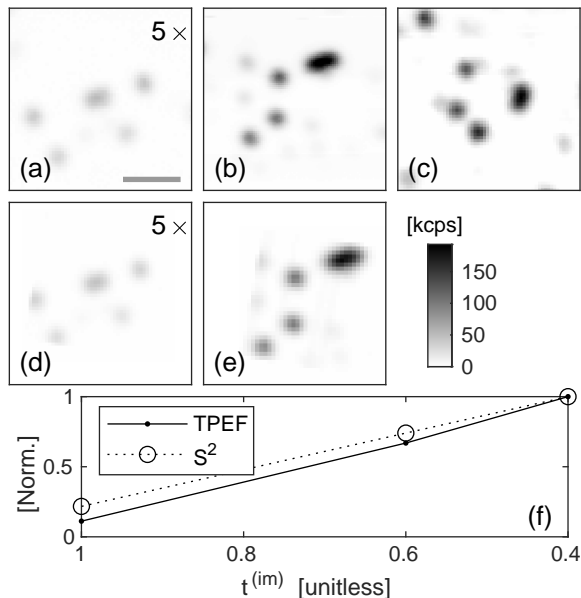 5 ×
(a)
(b)
(c)
5 ×
(d)
(e)
[kcps]
150
100
50
0
1
0.5
0
[Norm.]
TPEF
S²
(f)
1
0.8
0.6
0.4
t⁽ⁱᵐ⁾ [unitless]